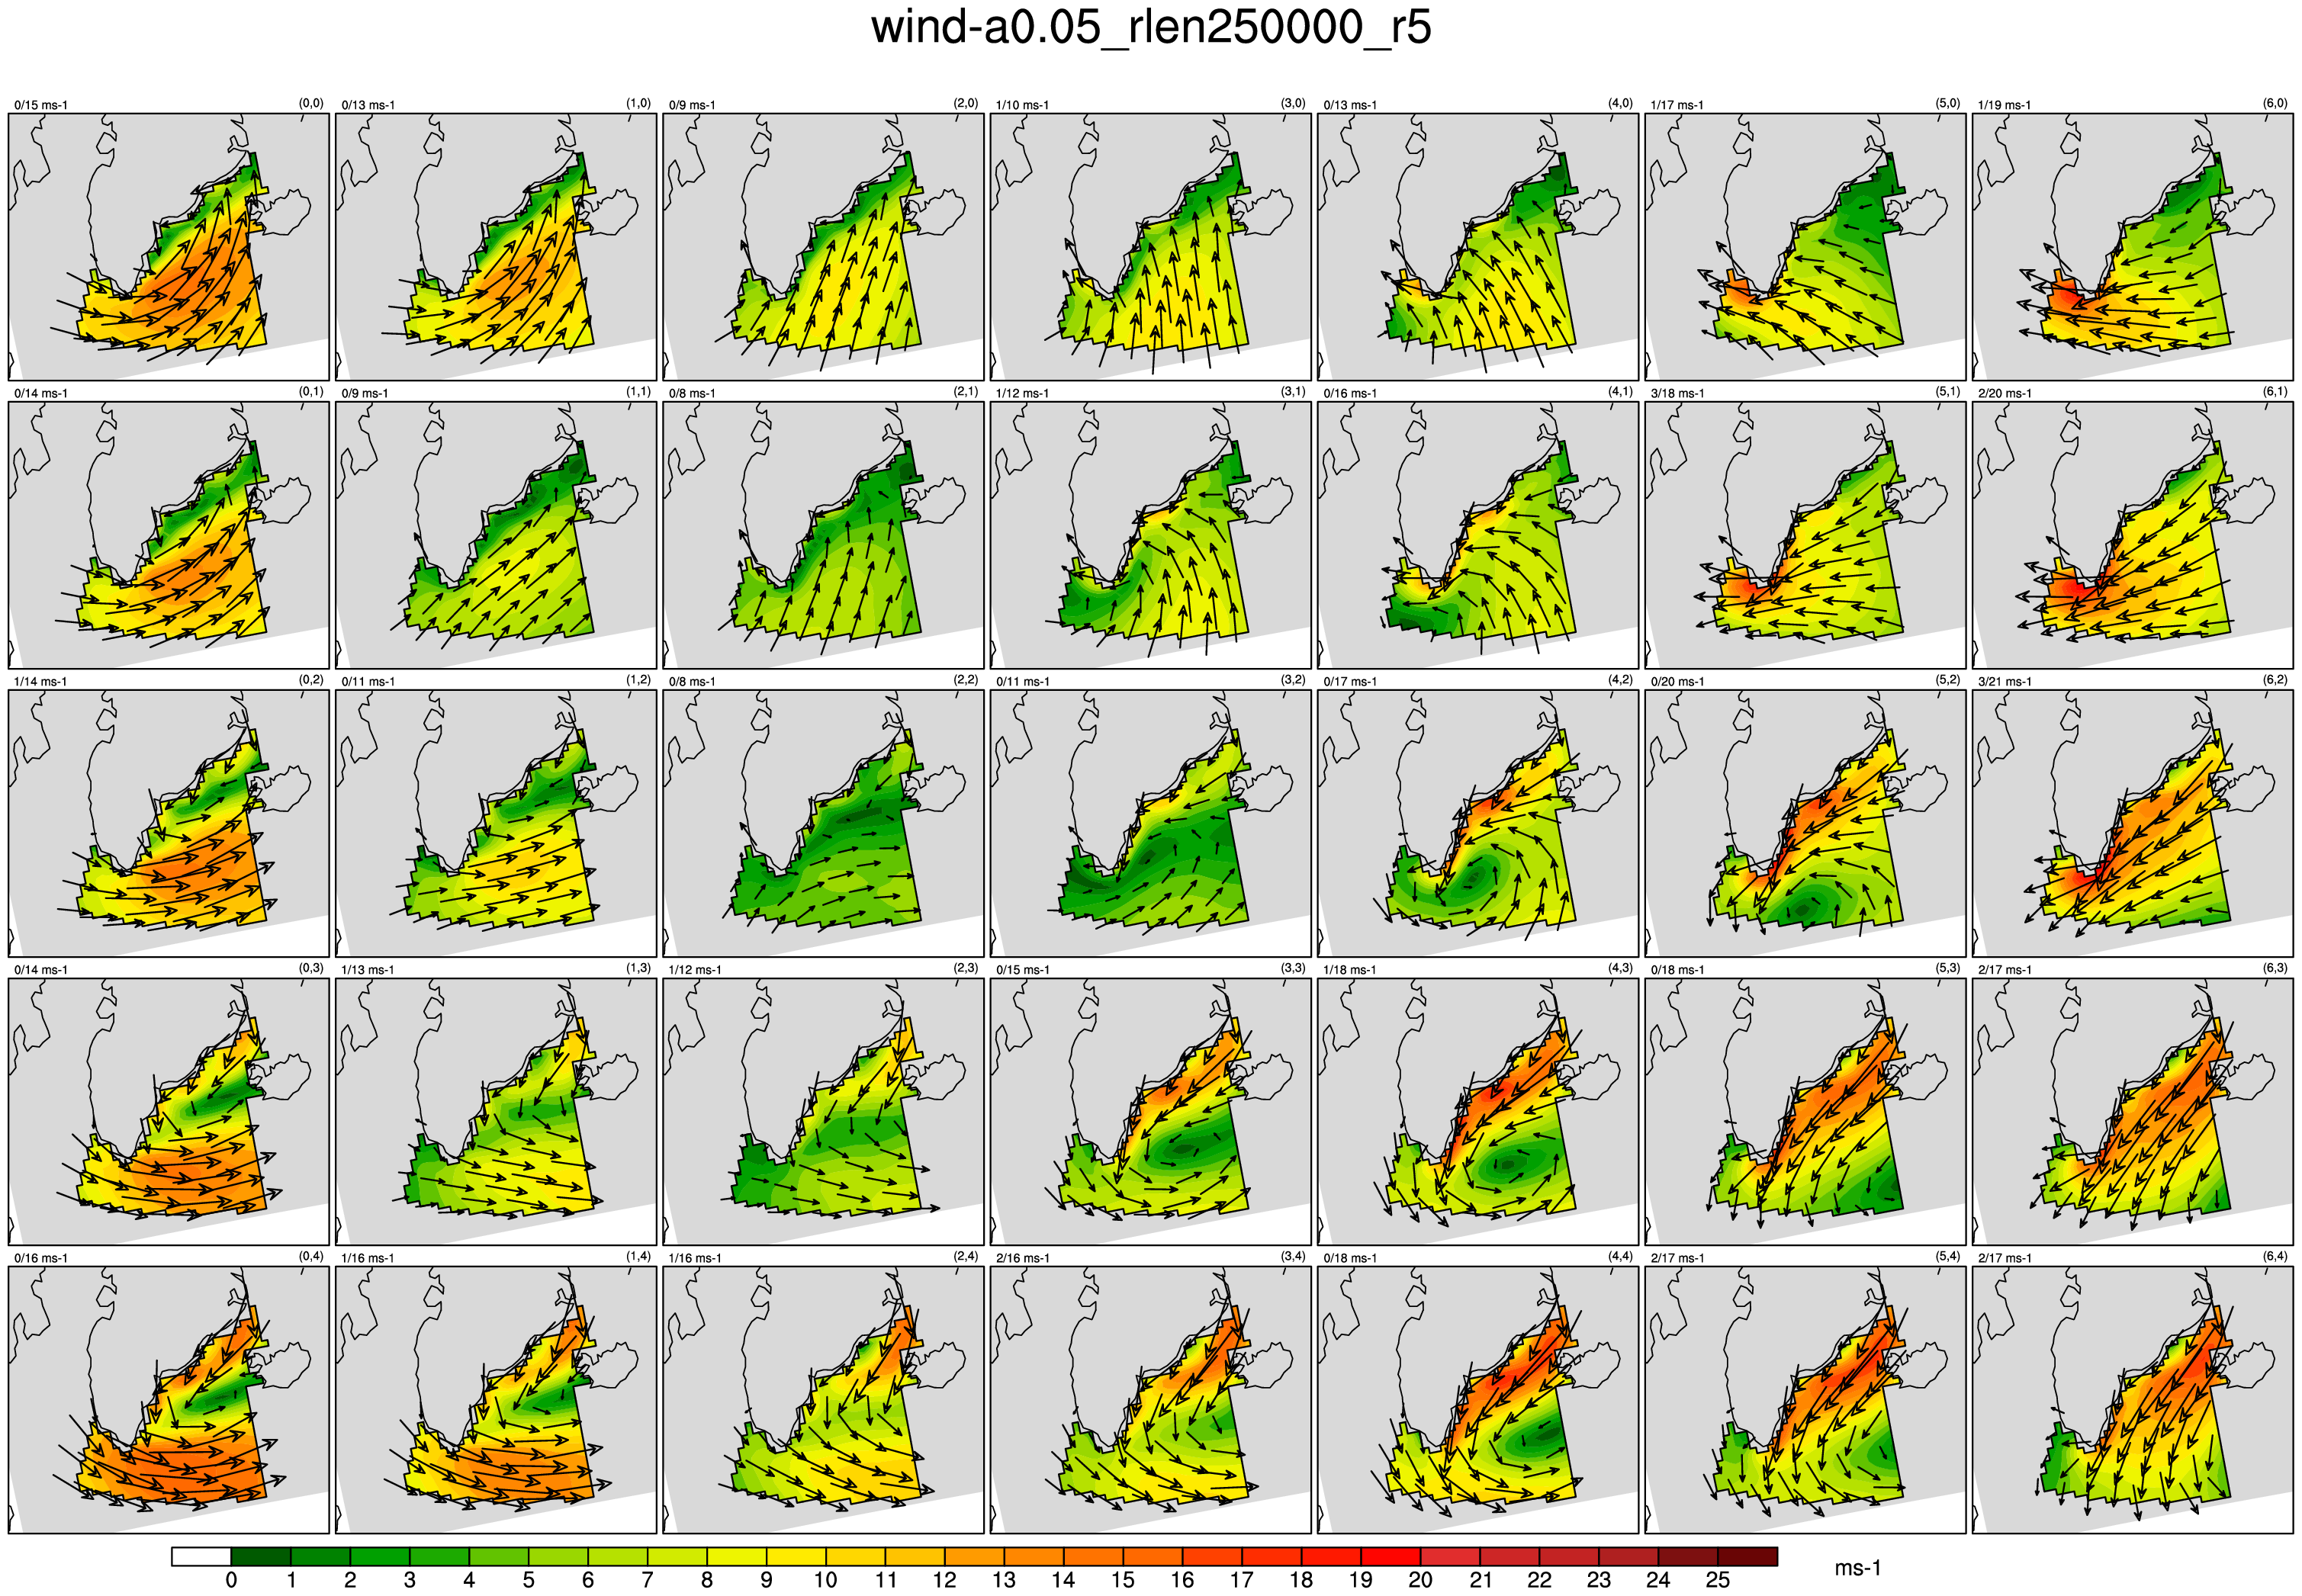 wind-a0.05_rlen250000_r5
0/15 ms-1 (0,0) 0/13 ms-1 (1,0) 0/9 ms-1 (2,0) 1/10 ms-1 (3,0) 0/13 ms-1 (4,0) 1/17 ms-1 (5,0) 1/19 ms-1 (6,0)
0/14 ms-1 (0,1) 0/9 ms-1 (1,1) 0/8 ms-1 (2,1) 1/12 ms-1 (3,1) 0/16 ms-1 (4,1) 3/18 ms-1 (5,1) 2/20 ms-1 (6,1)
1/14 ms-1 (0,2) 0/11 ms-1 (1,2) 0/8 ms-1 (2,2) 0/11 ms-1 (3,2) 0/17 ms-1 (4,2) 0/20 ms-1 (5,2) 3/21 ms-1 (6,2)
0/14 ms-1 (0,3) 1/13 ms-1 (1,3) 1/12 ms-1 (2,3) 0/15 ms-1 (3,3) 1/18 ms-1 (4,3) 0/18 ms-1 (5,3) 2/17 ms-1 (6,3)
0/16 ms-1 (0,4) 1/16 ms-1 (1,4) 1/16 ms-1 (2,4) 2/16 ms-1 (3,4) 0/18 ms-1 (4,4) 2/17 ms-1 (5,4) 2/17 ms-1 (6,4)
0 1 2 3 4 5 6 7 8 9 10 11 12 13 14 15 16 17 18 19 20 21 22 23 24 25 ms-1